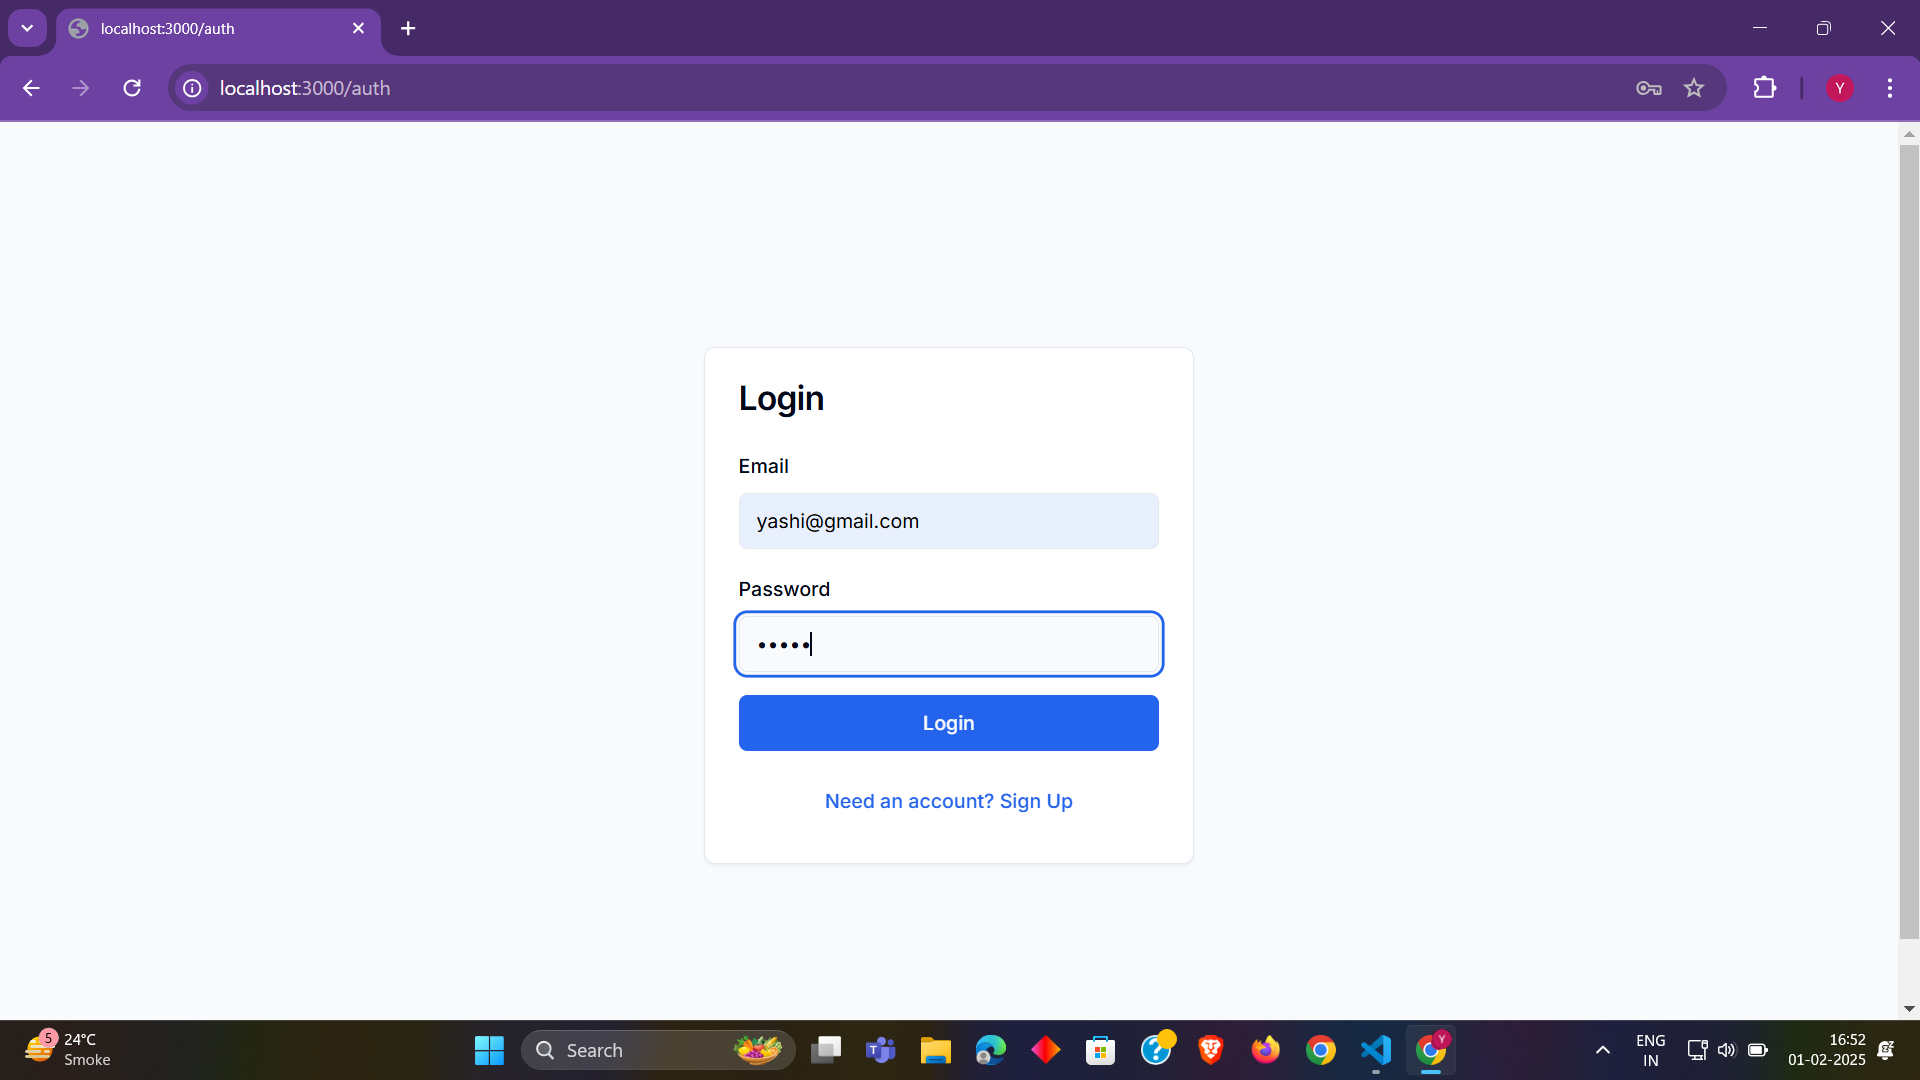 localhost:3000/auth
localhost:3000/auth
Y
Login
Email
yashi@gmail.com
Password
•••••
Login
Need an account? Sign Up
5
24°C
Smoke
Search
T
?
Y
ENG
IN
16:52
01-02-2025